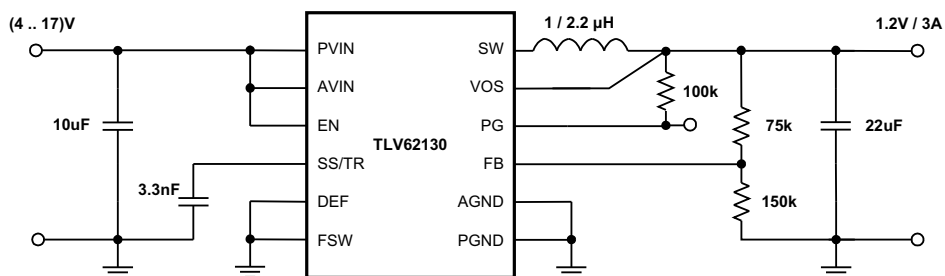 (4 .. 17)V
1 / 2.2 µH
1.2V / 3A
PVIN
SW
AVIN
VOS
100k
10uF
EN
PG
75k
22uF
TLV62130
SS/TR
FB
3.3nF
DEF
AGND
150k
FSW
PGND